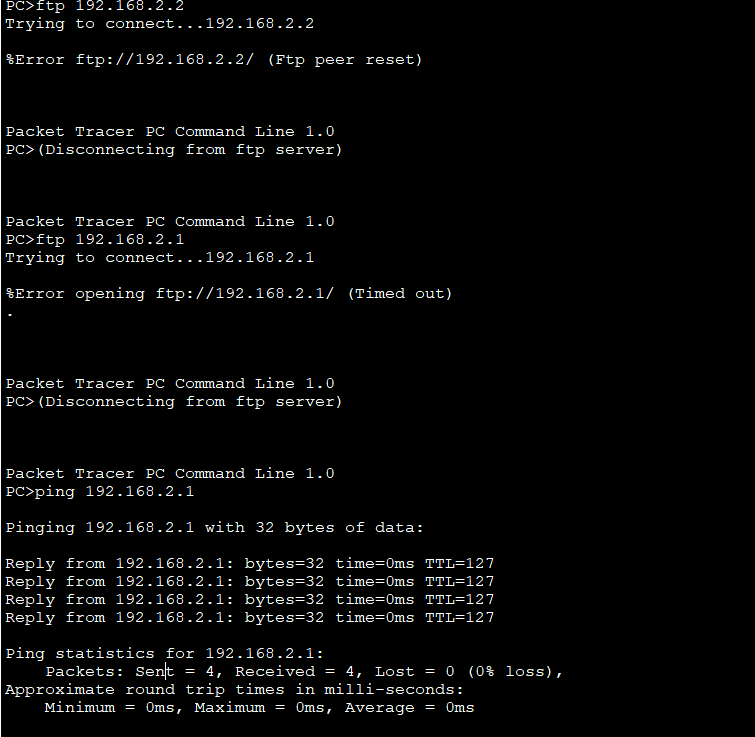 PC>ftp 192.168.2.2
Trying to connect...192.168.2.2
%Error ftp://192.168.2.2/ (Ftp peer reset)
Packet Tracer PC Command Line 1.0
PC>(Disconnecting from ftp server)
Packet Tracer PC Command Line 1.0
PC>ftp 192.168.2.1
Trying to connect...192.168.2.1
%Error opening ftp://192.168.2.1/ (Timed out)
.
Packet Tracer PC Command Line 1.0
PC>(Disconnecting from ftp server)
Packet Tracer PC Command Line 1.0
PC>ping 192.168.2.1
Pinging 192.168.2.1 with 32 bytes of data:
Reply from 192.168.2.1: bytes=32 time=0ms TTL=127
Reply from 192.168.2.1: bytes=32 time=0ms TTL=127
Reply from 192.168.2.1: bytes=32 time=0ms TTL=127
Reply from 192.168.2.1: bytes=32 time=0ms TTL=127
Ping statistics for 192.168.2.1:
Packets: Sent = 4, Received = 4, Lost = 0 (0% loss),
Approximate round trip times in milli-seconds:
Minimum = 0ms, Maximum = 0ms, Average = 0ms